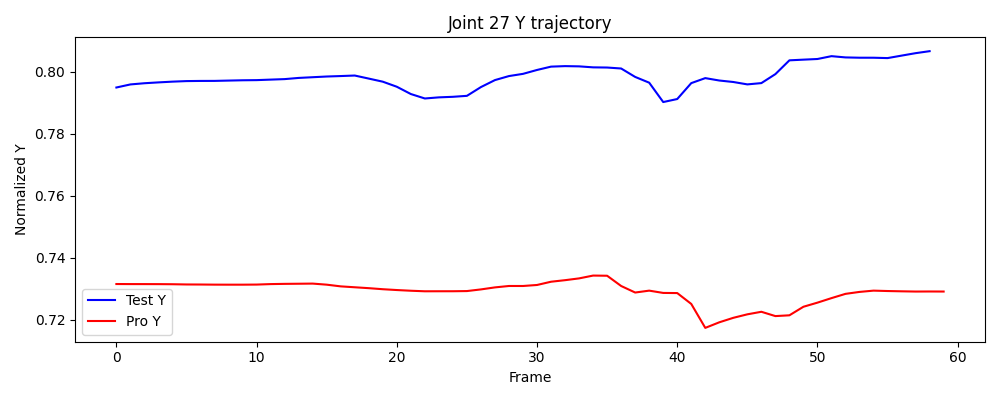 Joint 27 Y trajectory
Normalized Y
0.80
0.78
0.76
0.74
0.72
Test Y
Pro Y
0 10 20 30 40 50 60
Frame